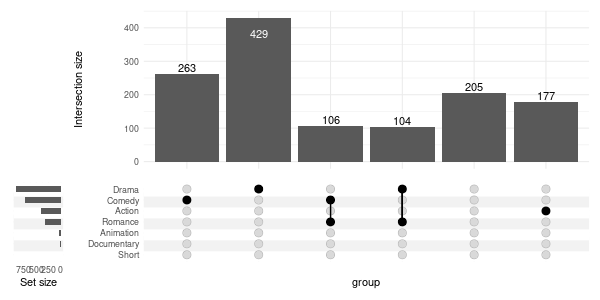 400
300
200
100
0
Intersection size
263
429
106
104
205
177
Drama
Comedy
Action
Romance
Animation
Documentary
Short
750 500 250 0
Set size
group